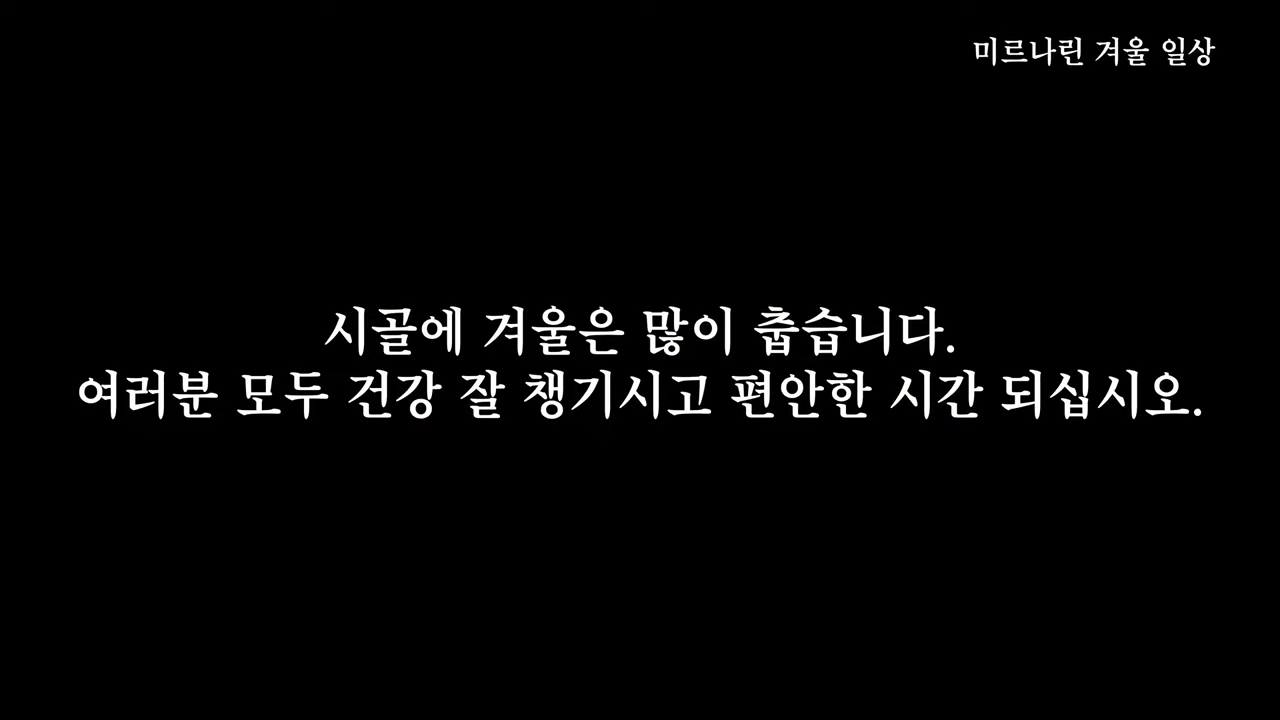 미르나린 겨울 일상
시골에 겨울은 많이 춥습니다.
여러분 모두 건강 잘 챙기시고 편안한 시간 되십시오.